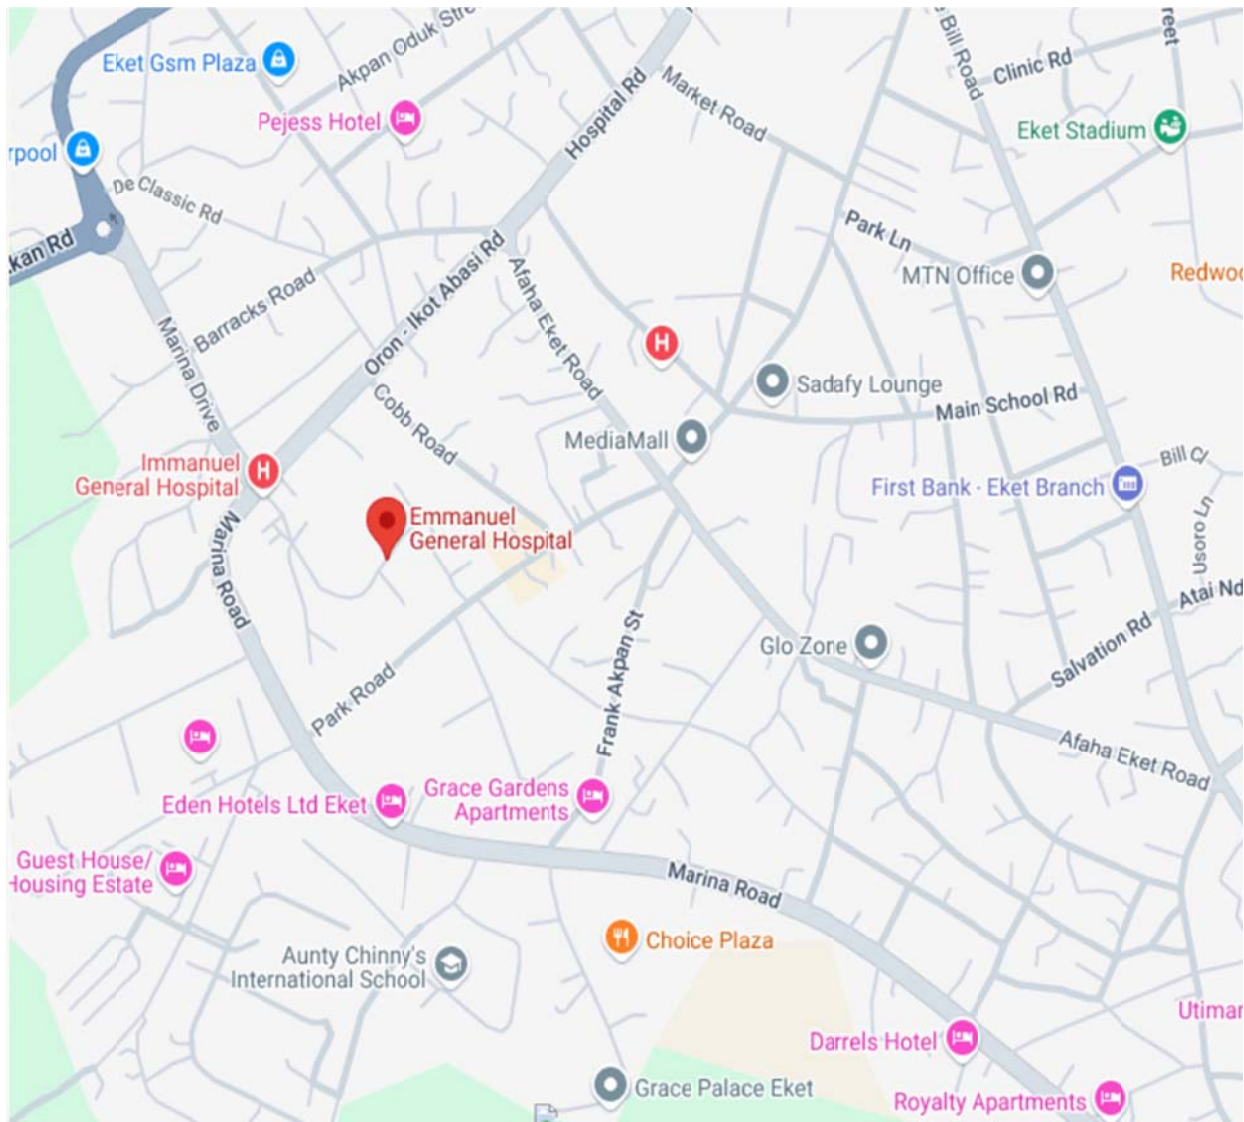 Eket Gsm Plaza
Akpan Oduk Stre
Pejess Hotel
Hospital Rd
Market Road
Bill Road
Clinic Rd
reet
Eket Stadium
rpool
De Classic Rd
kan Rd
Barracks Road
Marina Drive
Oron - Ikot Abasi Rd
Afaha Eket Road
Park Ln
MTN Office
Redwoo
Cobb Road
Sadafy Lounge
Main School Rd
MediaMall
Immanuel
General Hospital
First Bank - Eket Branch
Bill Cl
Usoro Ln
Emmanuel
General Hospital
Marina Road
Atai Nd
Salvation Rd
Glo Zore
Frank Akpan St
Park Road
Afaha Eket Road
Eden Hotels Ltd Eket
Grace Gardens
Apartments
Guest House/
Housing Estate
Marina Road
Choice Plaza
Aunty Chinny's
International School
Utimar
Darrels Hotel
Grace Palace Eket
Royalty Apartments
H
H